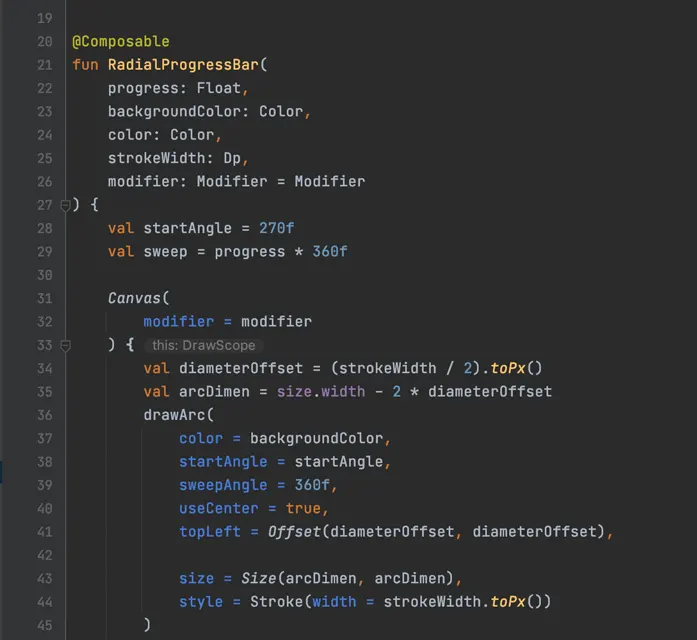 19
20 @Composable
21 fun RadialProgressBar(
22     progress: Float,
23     backgroundColor: Color,
24     color: Color,
25     strokeWidth: Dp,
26     modifier: Modifier = Modifier
27 ) {
28     val startAngle = 270f
29     val sweep = progress * 360f
30
31     Canvas(
32         modifier = modifier
33     ) { this: DrawScope
34         val diameterOffset = (strokeWidth / 2).toPx()
35         val arcDimen = size.width - 2 * diameterOffset
36         drawArc(
37             color = backgroundColor,
38             startAngle = startAngle,
39             sweepAngle = 360f,
40             useCenter = true,
41             topLeft = Offset(diameterOffset, diameterOffset),
42
43             size = Size(arcDimen, arcDimen),
44             style = Stroke(width = strokeWidth.toPx())
45         )